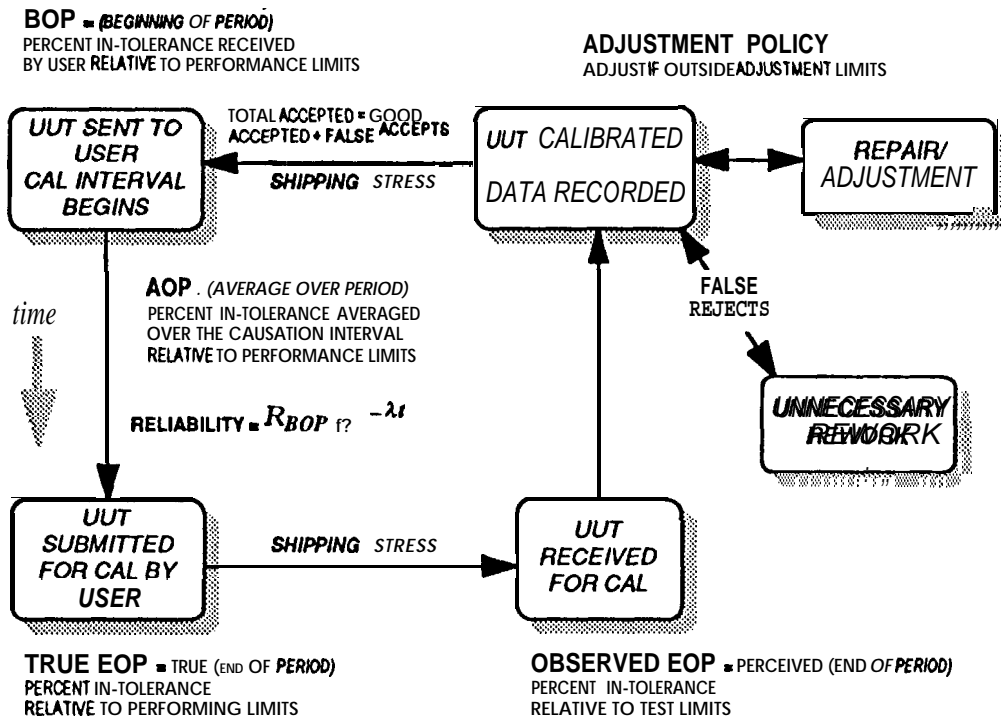 BOP = (BEGINNING OF PERIOD)
PERCENT IN-TOLERANCE RECEIVED
BY USER RELATIVE TO PERFORMANCE LIMITS
ADJUSTMENT POLICY
ADJUST IF OUTSIDE ADJUSTMENT LIMITS
UUT SENT TO
USER
CAL INTERVAL
BEGINS
TOTAL ACCEPTED = GOOD
ACCEPTED + FALSE ACCEPTS
SHIPPING STRESS
UUT CALIBRATED
DATA RECORDED
REPAIR/
ADJUSTMENT
time
AOP . (AVERAGE OVER PERIOD)
PERCENT IN-TOLERANCE AVERAGED
OVER THE CAUSATION INTERVAL
RELATIVE TO PERFORMANCE LIMITS
RELIABILITY = R_BOP f? -λt
FALSE
REJECTS
UNNECESSARY
REWORK
UUT
SUBMITTED
FOR CAL BY
USER
SHIPPING STRESS
UUT
RECEIVED
FOR CAL
TRUE EOP = TRUE (END OF PERIOD)
PERCENT IN-TOLERANCE
RELATIVE TO PERFORMING LIMITS
OBSERVED EOP = PERCEIVED (END OF PERIOD)
PERCENT IN-TOLERANCE
RELATIVE TO TEST LIMITS